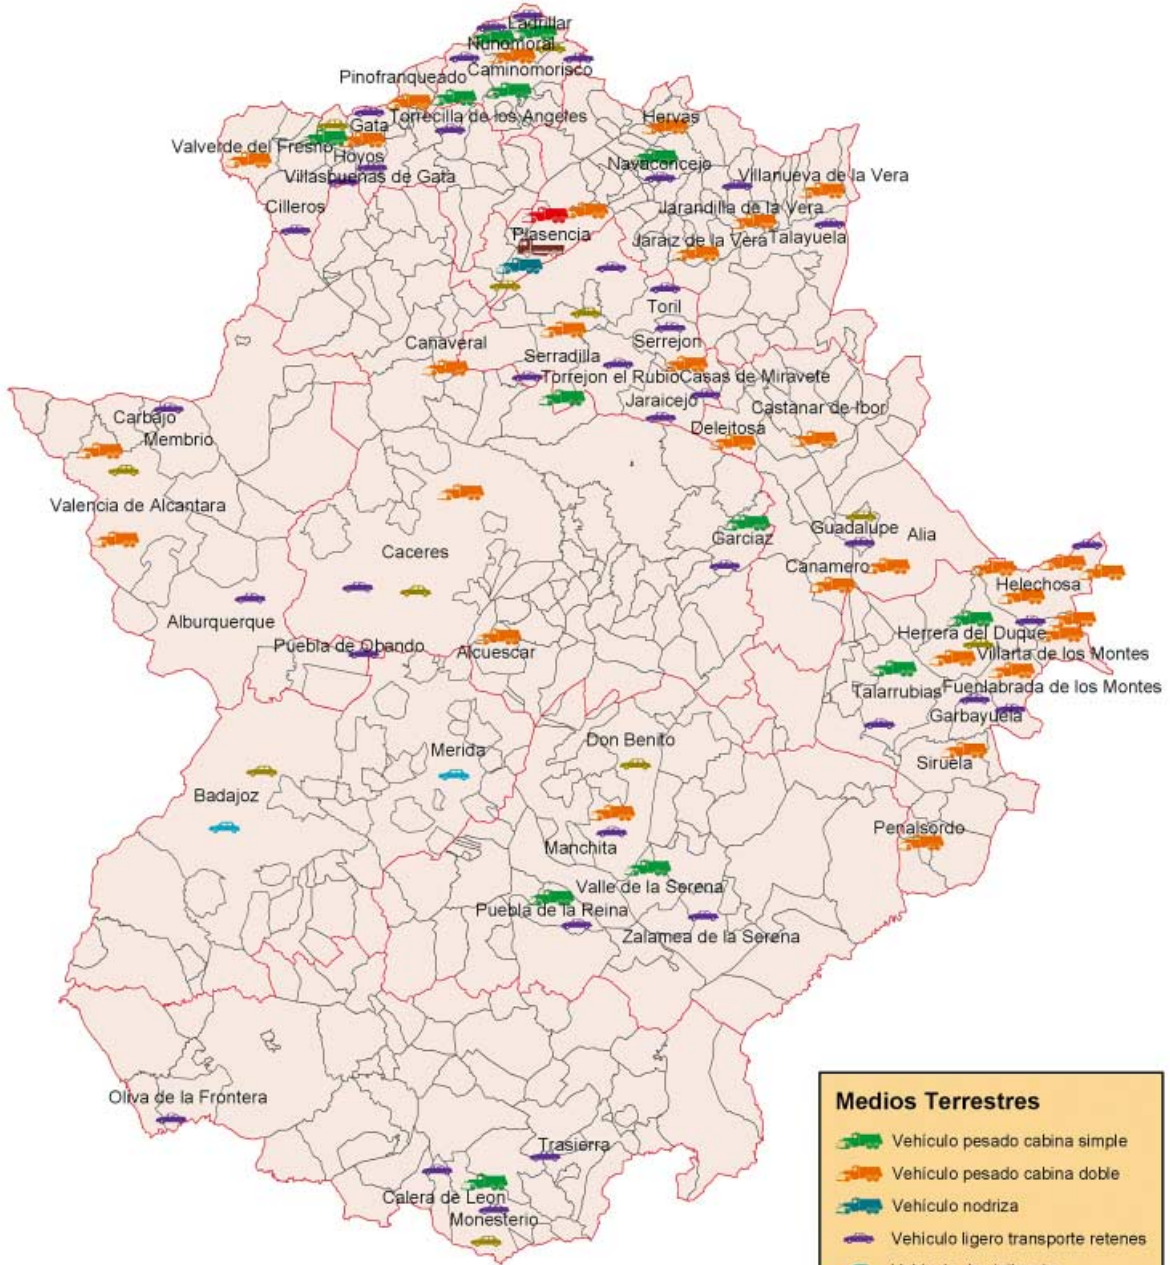 Ladrillar
Nunomoral
Caminomorisco
Pinofranqueado
Torrecilla de los Angeles
Hervas
Gata
Valverde del Fresno
Hoyos
Navaconcejo
Villasbuenas de Gata
Villanueva de la Vera
Cilleros
Jarandilla de la Vera
Plasencia
Jaraiz de la Vera
Talayuela
Toril
Serrejon
Canaveral
Serradilla
Torrejon el Rubio
Casas de Miravete
Jaraicejo
Castanar de Ibor
Carbajo
Deleitosa
Membrio
Valencia de Alcantara
Guadalupe
Alia
Garciaz
Caceres
Canamero
Helechosa
Alburquerque
Herrera del Duque
Puebla de Obando
Alcuescar
Villarta de los Montes
Talarrubias
Fuenlabrada de los Montes
Garbayuela
Don Benito
Merida
Siruela
Badajoz
Penalsordo
Manchita
Valle de la Serena
Puebla de la Reina
Zalamea de la Serena
Oliva de la Frontera
Trasierra
Calera de Leon
Monesterio
Medios Terrestres
Vehículo pesado cabina simple
Vehículo pesado cabina doble
Vehículo nodriza
Vehículo ligero transporte retenes